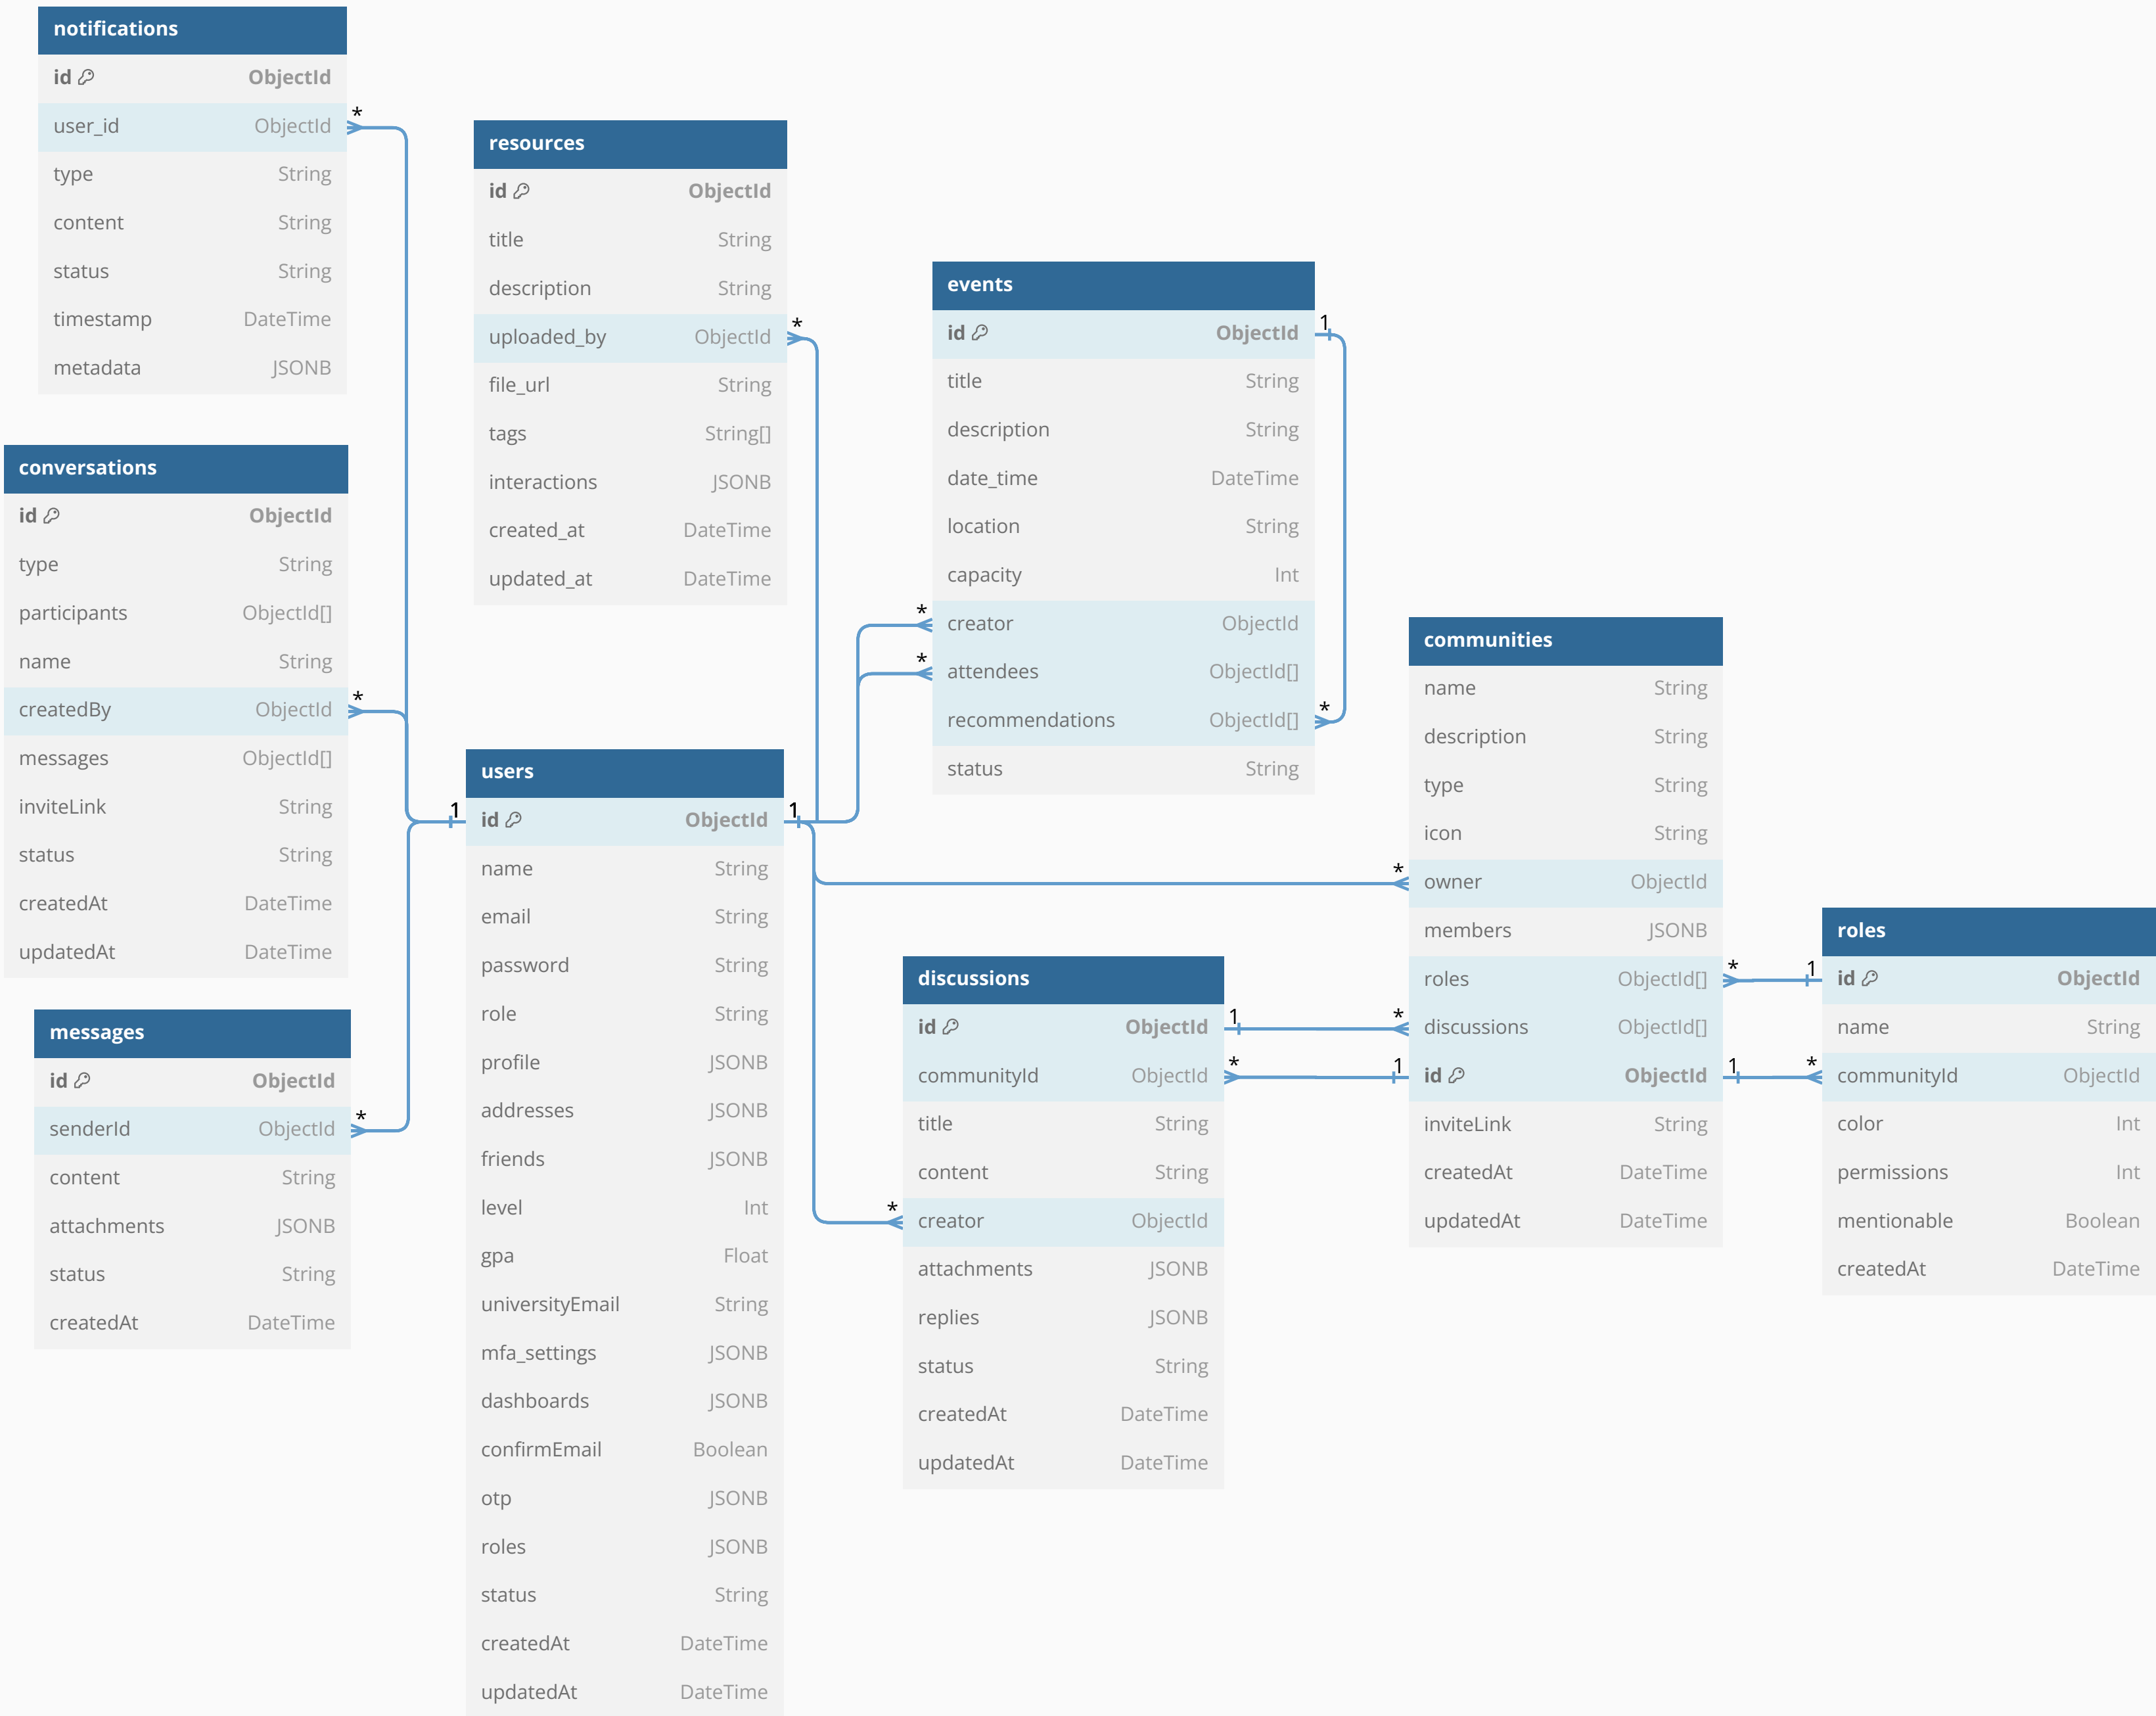 notifications
id ObjectId
* 
user_id ObjectId
type String
content String
status String
timestamp DateTime
metadata JSONB
resources
id ObjectId
title String
description String
*
uploaded_by ObjectId
file_url String
tags String[]
interactions JSONB
created_at DateTime
updated_at DateTime
events
1
id ObjectId
title String
description String
date_time DateTime
location String
capacity Int
*
creator ObjectId
*
attendees ObjectId[]
*
recommendations ObjectId[]
status String
conversations
id ObjectId
type String
participants ObjectId[]
name String
*
createdBy ObjectId
messages ObjectId[]
inviteLink String
status String
createdAt DateTime
updatedAt DateTime
messages
id ObjectId
*
senderId ObjectId
content String
attachments JSONB
status String
createdAt DateTime
users
1 1
id ObjectId
name String
email String
password String
role String
profile JSONB
addresses JSONB
friends JSONB
level Int
gpa Float
universityEmail String
mfa_settings JSONB
dashboards JSONB
confirmEmail Boolean
otp JSONB
roles JSONB
status String
createdAt DateTime
updatedAt DateTime
discussions
1
id ObjectId
*
communityId ObjectId
title String
content String
*
creator ObjectId
attachments JSONB
replies JSONB
status String
createdAt DateTime
updatedAt DateTime
communities
name String
description String
type String
icon String
*
owner ObjectId
members JSONB
*
roles ObjectId[]
*
discussions ObjectId[]
1 1
id ObjectId
inviteLink String
createdAt DateTime
updatedAt DateTime
roles
1
id ObjectId
name String
*
communityId ObjectId
color Int
permissions Int
mentionable Boolean
createdAt DateTime